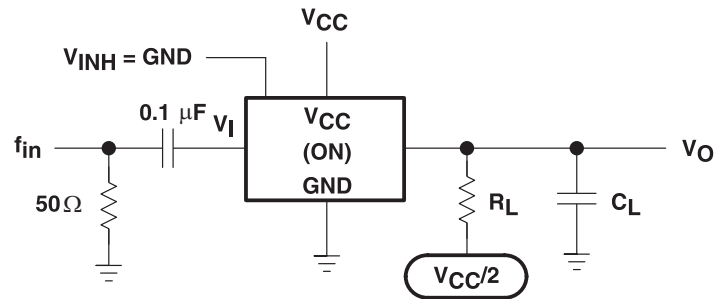 VCC
VINH = GND
0.1 μF
VI
VCC
(ON)
GND
fin
VO
50Ω
RL
CL
VCC/2